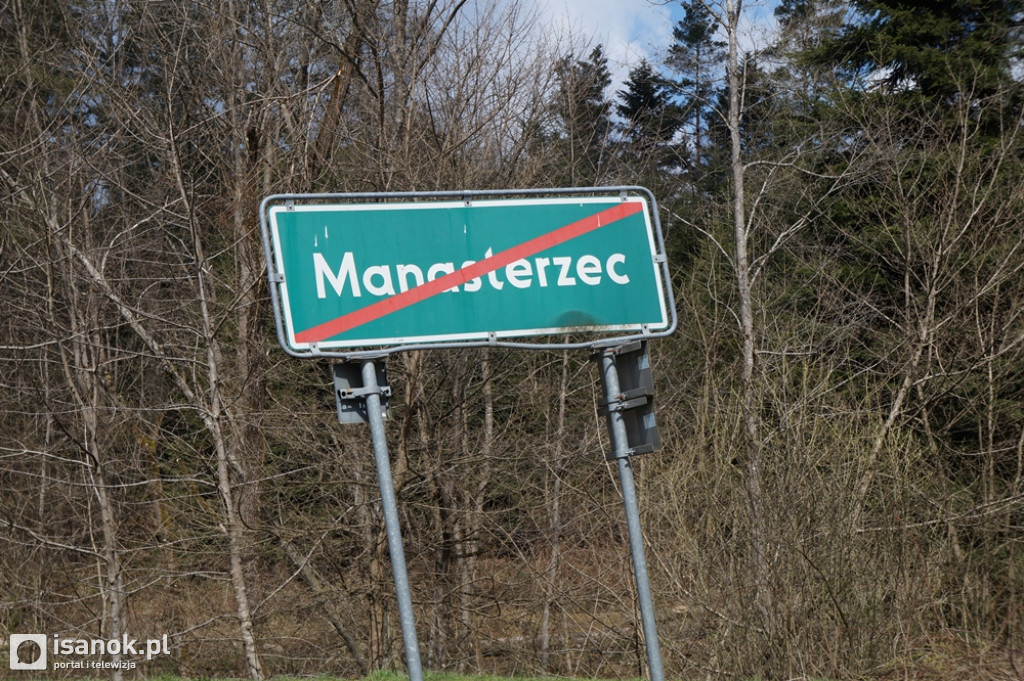 Manasterzec
isanok.pl
portal i telewizja